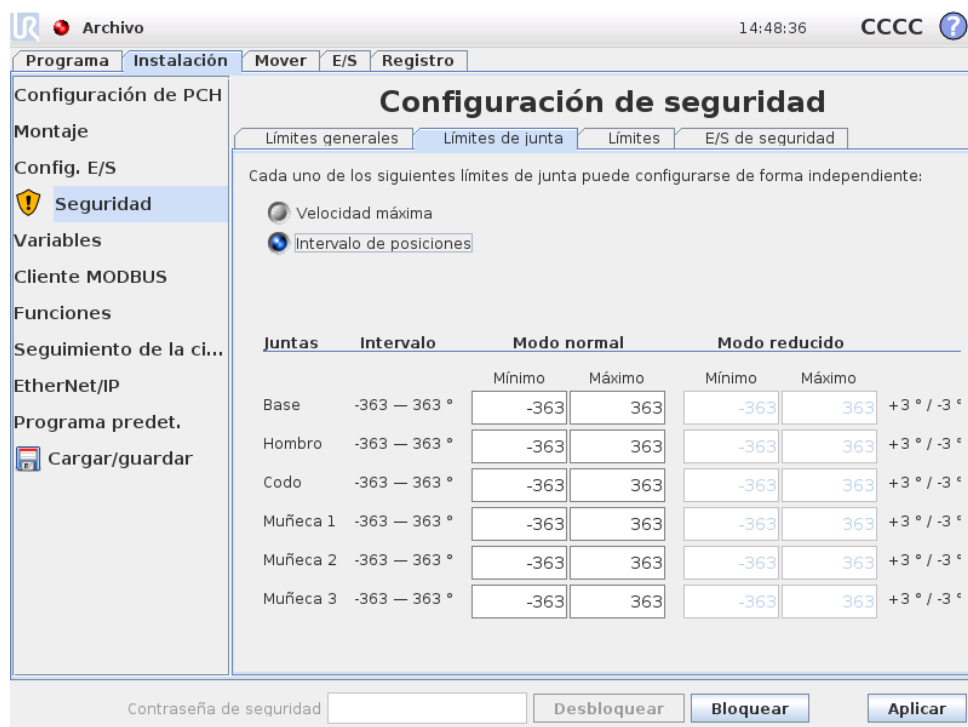 UR Archivo 14:48:36 CCCC ?
Programa Instalación Mover E/S Registro
Configuración de PCH
Montaje
Config. E/S
Seguridad
Variables
Cliente MODBUS
Funciones
Seguimiento de la ci...
EtherNet/IP
Programa predet.
Cargar/guardar
Configuración de seguridad
Límites generales Límites de junta Límites E/S de seguridad
Cada uno de los siguientes límites de junta puede configurarse de forma independiente:
Velocidad máxima
Intervalo de posiciones
Juntas Intervalo Modo normal Modo reducido
Mínimo Máximo Mínimo Máximo
Base -363 — 363 ° -363 363 -363 363 +3 ° / -3 °
Hombro -363 — 363 ° -363 363 -363 363 +3 ° / -3 °
Codo -363 — 363 ° -363 363 -363 363 +3 ° / -3 °
Muñeca 1 -363 — 363 ° -363 363 -363 363 +3 ° / -3 °
Muñeca 2 -363 — 363 ° -363 363 -363 363 +3 ° / -3 °
Muñeca 3 -363 — 363 ° -363 363 -363 363 +3 ° / -3 °
Contraseña de seguridad Desbloquear Bloquear Aplicar